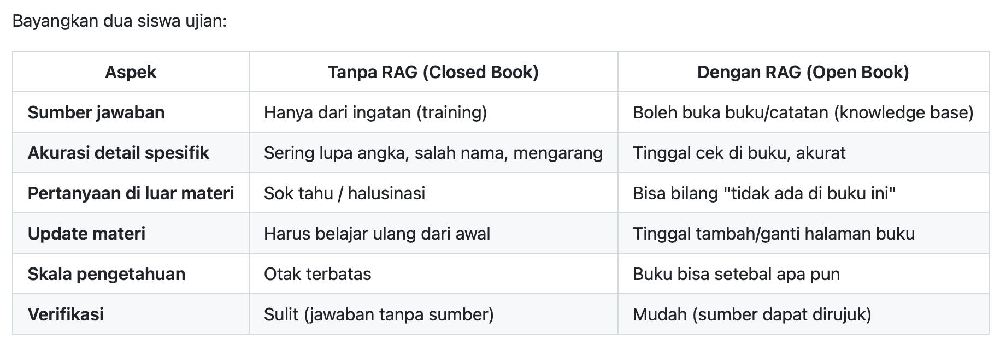 Bayangkan dua siswa ujian:
Aspek Tanpa RAG (Closed Book) Dengan RAG (Open Book)
Sumber jawaban Hanya dari ingatan (training) Boleh buka buku/catatan (knowledge base)
Akurasi detail spesifik Sering lupa angka, salah nama, mengarang Tinggal cek di buku, akurat
Pertanyaan di luar materi Sok tahu / halusinasi Bisa bilang "tidak ada di buku ini"
Update materi Harus belajar ulang dari awal Tinggal tambah/ganti halaman buku
Skala pengetahuan Otak terbatas Buku bisa setebal apa pun
Verifikasi Sulit (jawaban tanpa sumber) Mudah (sumber dapat dirujuk)